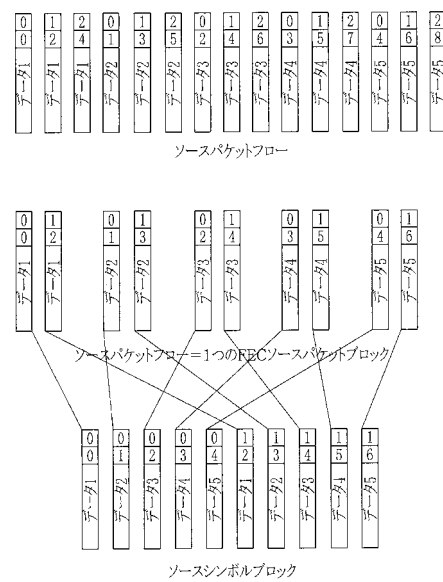 0 1 2 0 1 2 0 1 2 0 1 2 0 1 2
0 2 4 1 3 5 2 4 6 3 5 7 4 6 8
データ1 データ1 データ1 データ2 データ2 データ2 データ3 データ3 データ3 データ4 データ4 データ4 データ5 データ5 データ5
ソースパケットフロー
0 1 0 1 0 1 0 1 0 1
0 2 1 3 2 4 3 5 4 6
データ1 データ1 データ2 データ2 データ3 データ3 データ4 データ4 データ5 データ5
ソースパケットフロー=1つのFECソースパケットブロック
0 0 0 0 0 1 1 1 1 1
0 1 2 3 4 2 3 4 5 6
データ1 データ2 データ3 データ4 データ5 データ1 データ2 データ3 データ4 データ5
ソースシンボルブロック